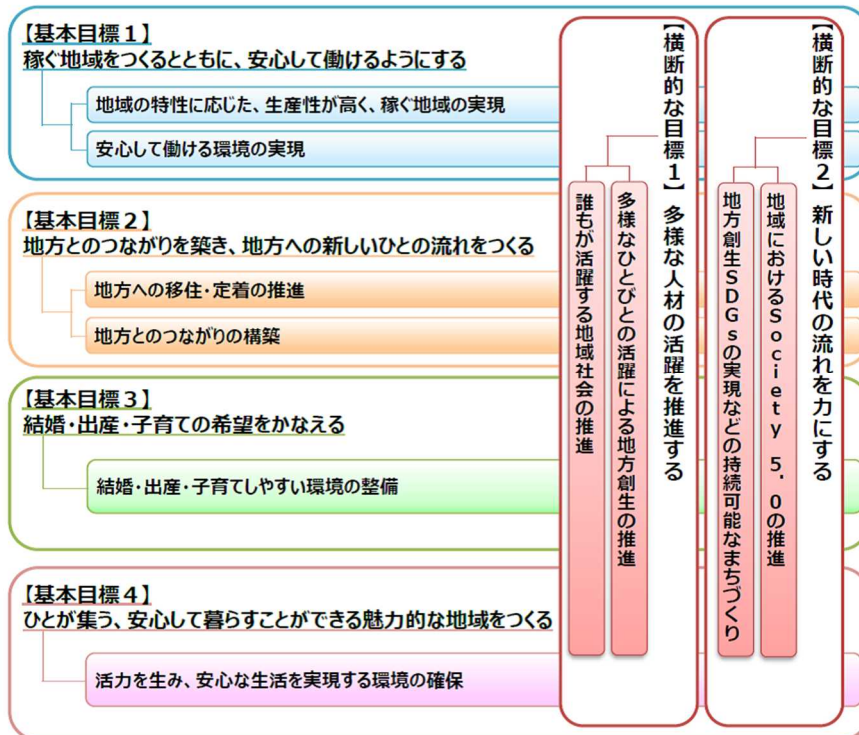 【基本目標１】
稼ぐ地域をつくるとともに、安心して働けるようにする
地域の特性に応じた、生産性が高く、稼ぐ地域の実現
安心して働ける環境の実現
【基本目標２】
地方とのつながりを築き、地方への新しいひとの流れをつくる
地方への移住・定着の推進
地方とのつながりの構築
【基本目標３】
結婚・出産・子育ての希望をかなえる
結婚・出産・子育てしやすい環境の整備
【基本目標４】
ひとが集う、安心して暮らすことができる魅力的な地域をつくる
活力を生み、安心な生活を実現する環境の確保
【横断的な目標１】多様な人材の活躍を推進する
多様なひとびとの活躍による地方創生の推進
誰もが活躍する地域社会の推進
【横断的な目標２】新しい時代の流れを力にする
地域におけるSociety 5.0の推進
地方創生SDGsの実現などの持続可能なまちづくり